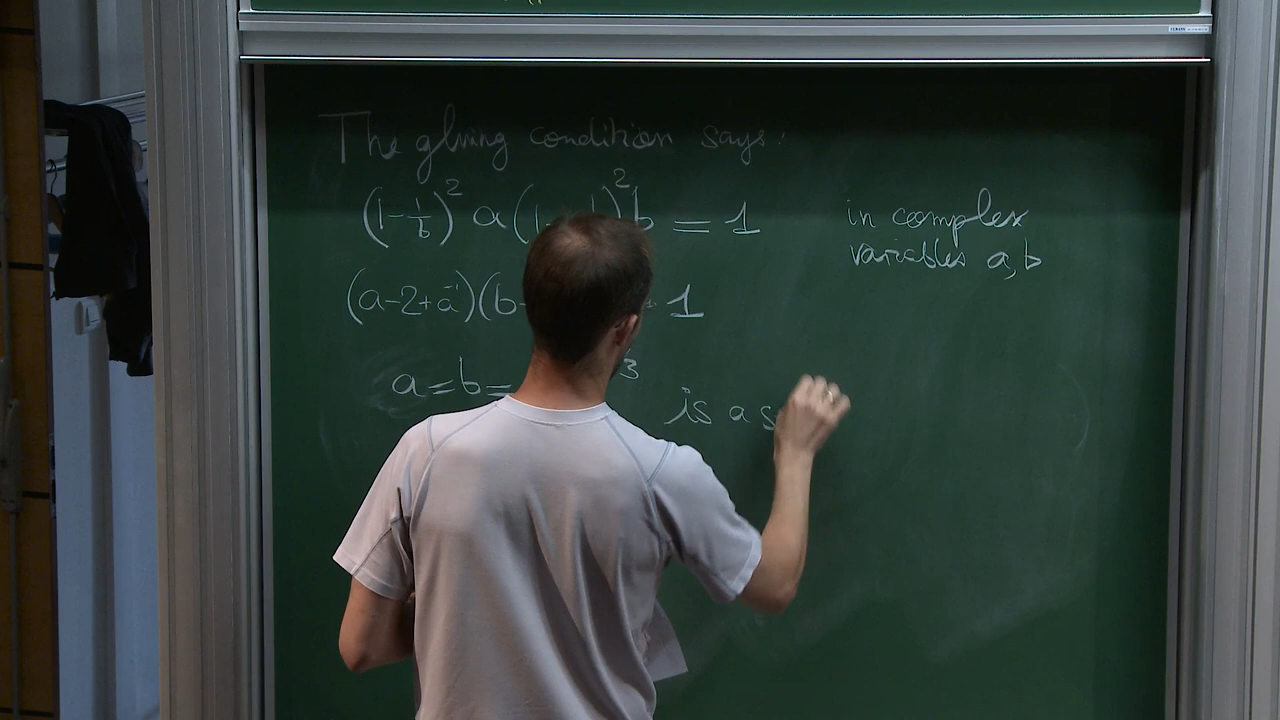 The gluing condition says:
(1-1/b)² a(1- )² b = 1
in complex
variables a,b
(a-2+a⁻¹)(b- 1
a=b= 3
is a s